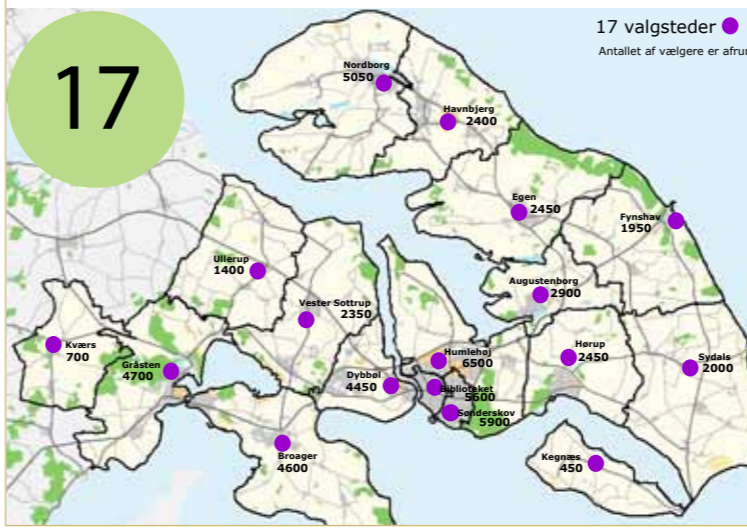 17
17 valgsteder
Antallet af vælgere er afrun
Nordborg
5050
Havnbjerg
2400
Egen
2450
Fynshav
1950
Ullerup
1400
Augustenborg
2900
Vester Sottrup
2350
Kværs
700
Gråsten
4700
Humlehøj
6500
Hørup
2450
Sydals
2000
Dybbøl
4450
Biblioteket
5600
Sønderskov
5900
Broager
4600
Kegnæs
450